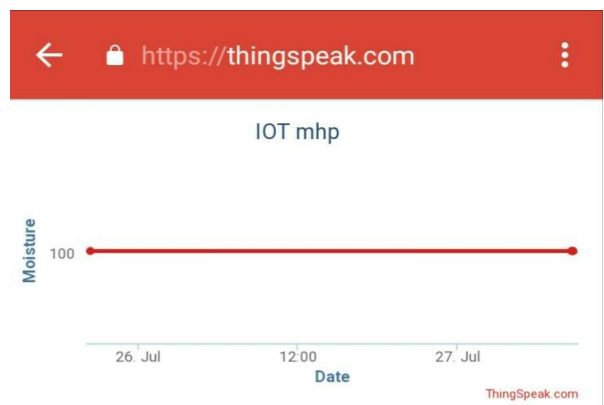 https://thingspeak.com
IOT mhp
Moisture
100
26. Jul 12:00 27. Jul
Date
ThingSpeak.com